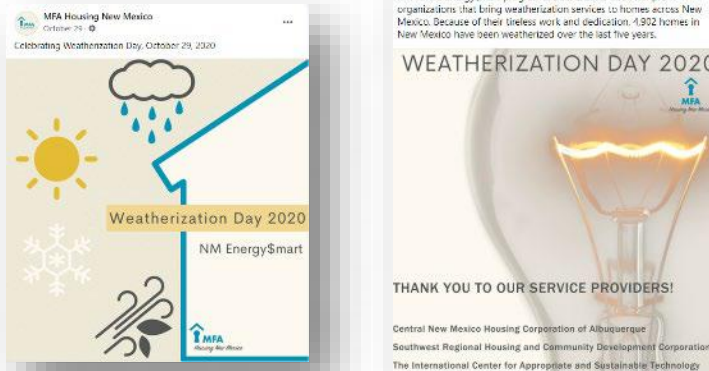 MFA Housing New Mexico
October 29
Celebrating Weatherization Day, October 29, 2020
Weatherization Day 2020
NM Energy$mart
MFA
Housing New Mexico
organizations that bring weatherization services to homes across New
Mexico. Because of their tireless work and dedication, 4,902 homes in
New Mexico have been weatherized over the last five years.
WEATHERIZATION DAY 2020
MFA
Housing New Mexico
THANK YOU TO OUR SERVICE PROVIDERS!
Central New Mexico Housing Corporation of Albuquerque
Southwest Regional Housing and Community Development Corporation
The International Center for Appropriate and Sustainable Technology